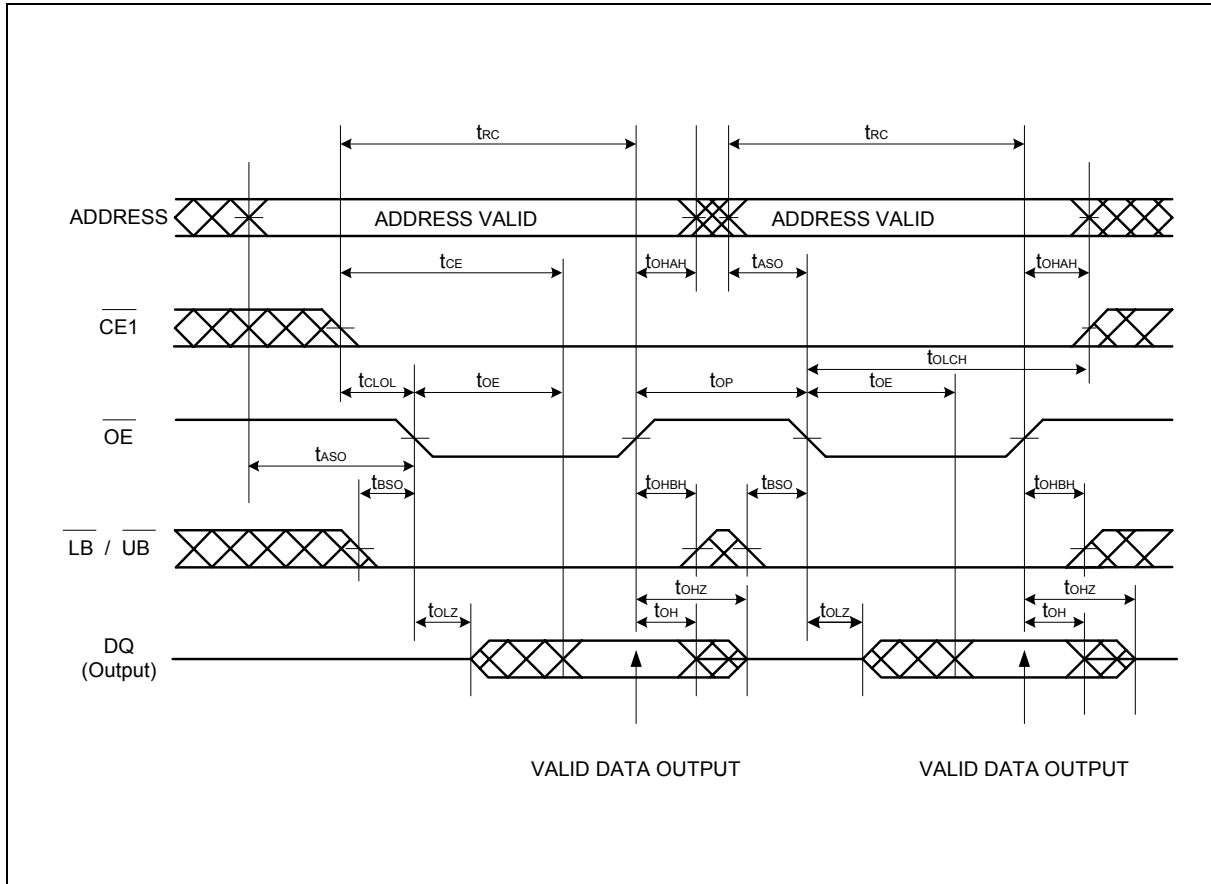 tRC tRC
ADDRESS ADDRESS VALID ADDRESS VALID
tCE tOHAH tASO tOHAH
CE1
tOLCH
tCLOL tOE tOP tOE
OE
tASO
tBSO tOHBH tBSO tOHBH
LB / UB
tOHZ tOHZ
tOLZ tOH tOLZ tOH
DQ
(Output)
VALID DATA OUTPUT VALID DATA OUTPUT